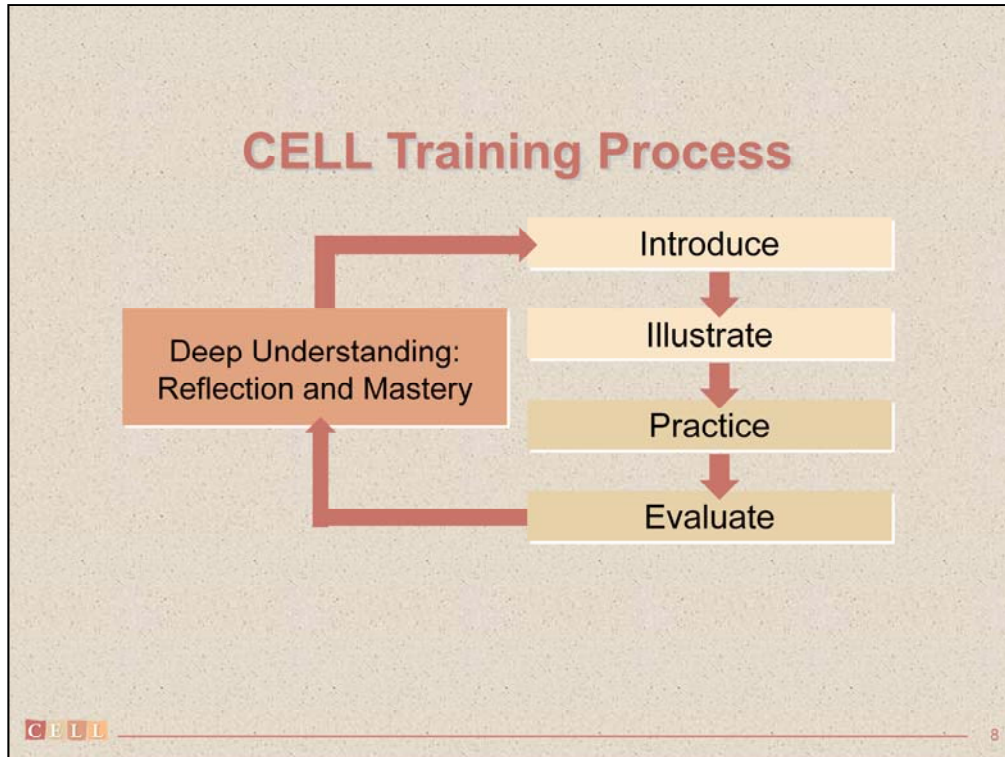 CELL Training Process
Introduce
Illustrate
Practice
Evaluate
Deep Understanding:
Reflection and Mastery
CELL
8